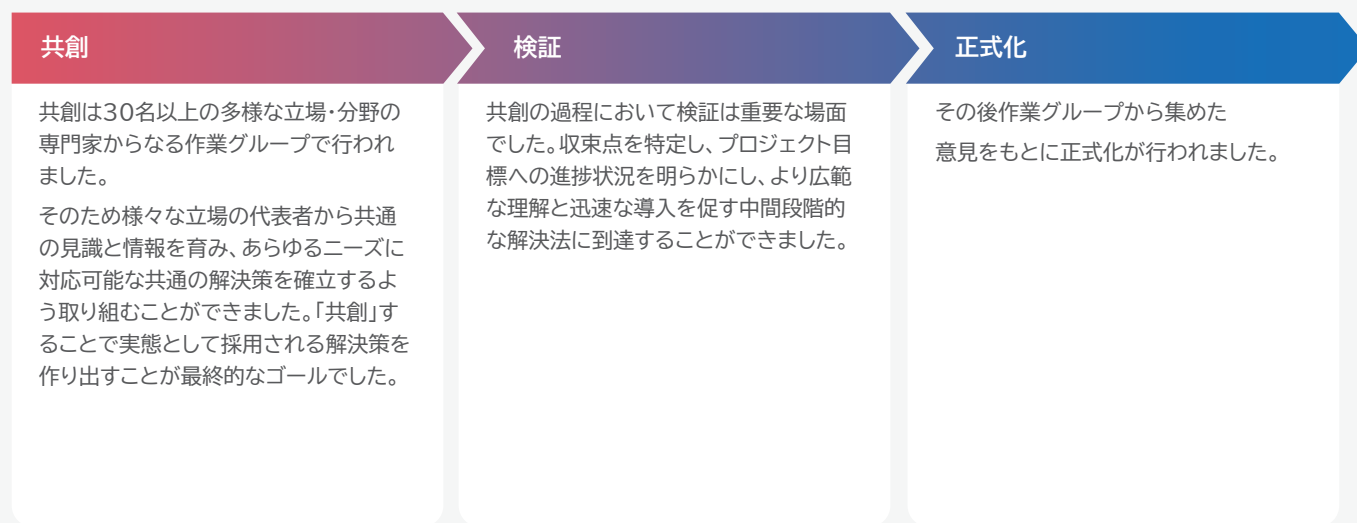 共創
共創は30名以上の多様な立場・分野の
専門家からなる作業グループで行われ
ました。
そのため様々な立場の代表者から共通
の見識と情報を育み、あらゆるニーズに
対応可能な共通の解決策を確立するよ
う取り組むことができました。「共創」す
ることで実態として採用される解決策を
作り出すことが最終的なゴールでした。
検証
共創の過程において検証は重要な場面
でした。収束点を特定し、プロジェクト目
標への進捗状況を明らかにし、より広範
な理解と迅速な導入を促す中間段階的
な解決法に到達することができました。
正式化
その後作業グループから集めた
意見をもとに正式化が行われました。